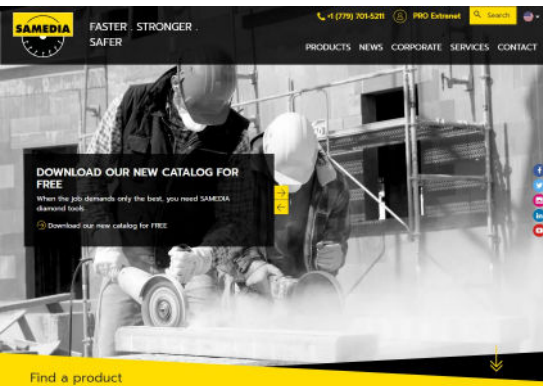 SAMEDIA
FASTER . STRONGER .
SAFER
+1 (779) 701-5211
PRO Extranet
Search
PRODUCTS NEWS CORPORATE SERVICES CONTACT
DOWNLOAD OUR NEW CATALOG FOR
FREE
When the job demands only the best, you need SAMEDIA
diamond tools
Download our new catalog for FREE
Find a product